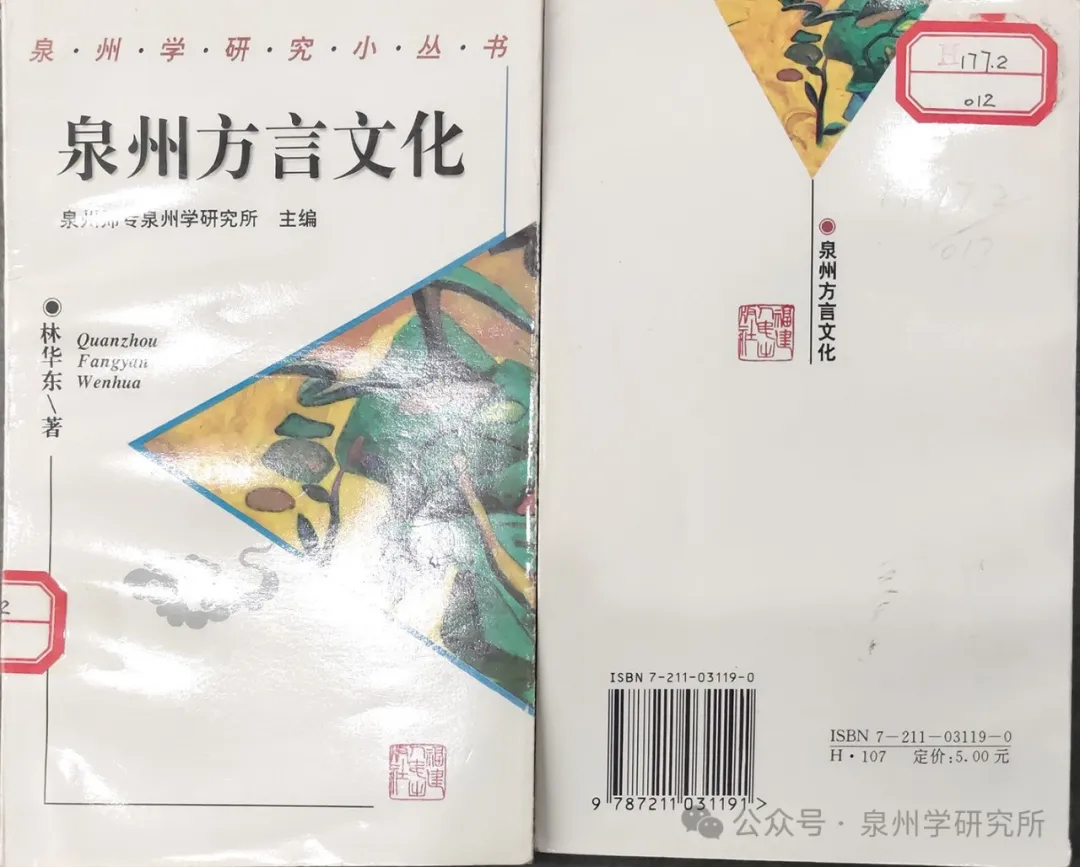 泉·州·学·研·究·小·丛·书
泉州方言文化
泉州师专泉州学研究所 主编
林华东\著
Quanzhou
Fangyan
Wenhua
2
福建人民出版社
H 177.2
012
泉州方言文化
福建人民出版社
ISBN 7-211-03119-0
9 787211 031191 >
ISBN 7—211—03119—0
H·107 定价:5.00 元
公众号 · 泉州学研究所